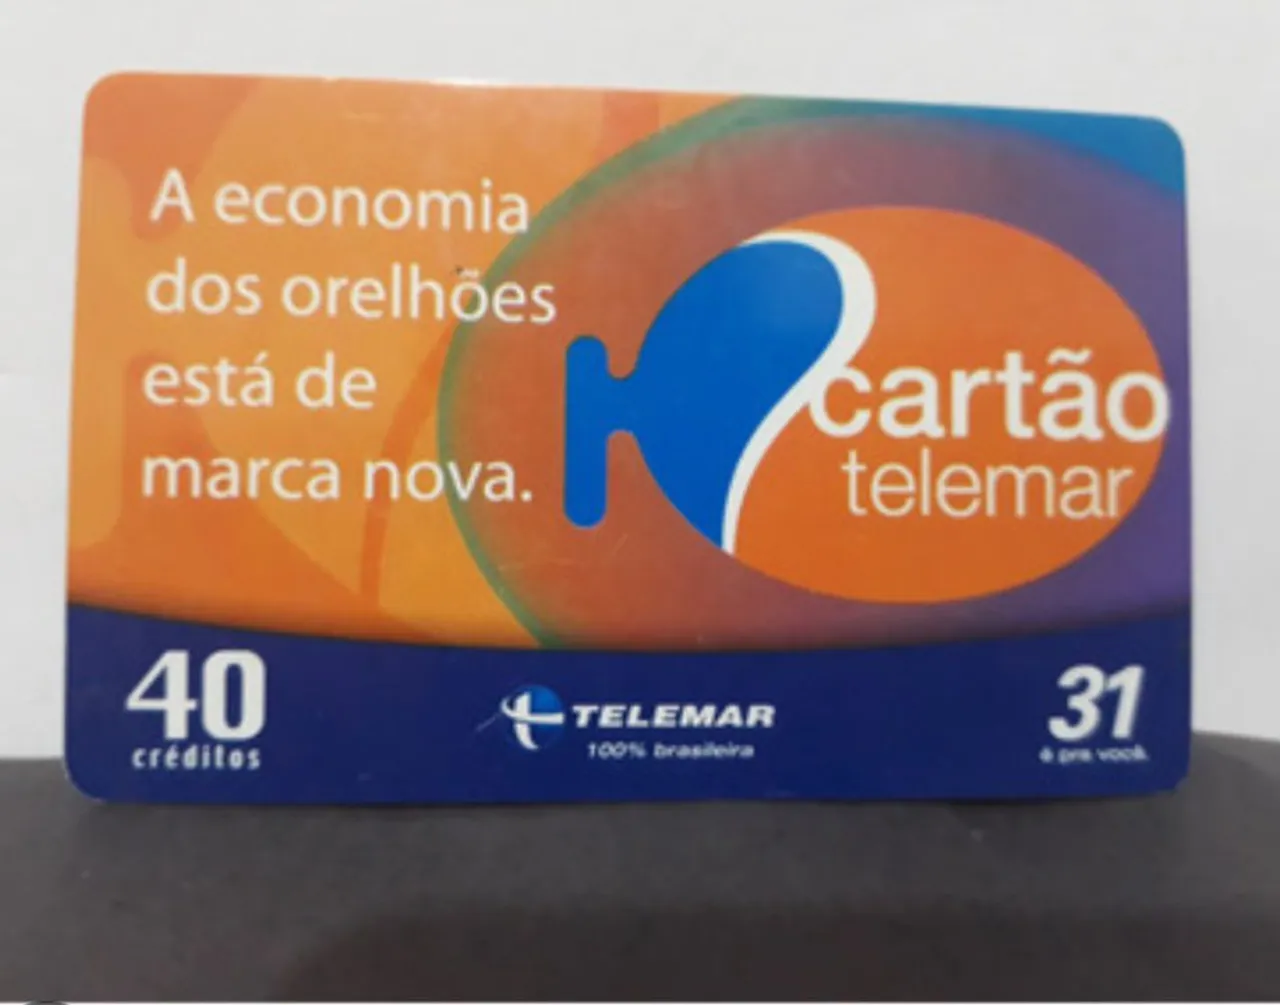 A economia
dos orelhões
está de
marca nova.
cartão
telemar
40
créditos
TELEMAR
100% brasileira
31
é pra você.